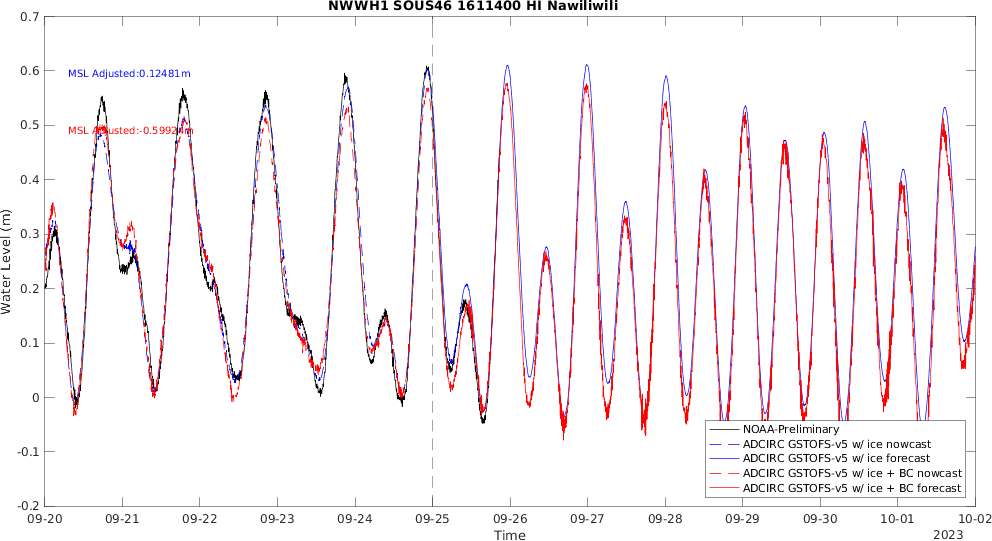 NWWH1 SOUS46 1611400 HI Nawiliwili
0.7
0.6
0.5
0.4
0.3
0.2
0.1
0
-0.1
-0.2
Water Level (m)
MSL Adjusted:0.12481m
MSL Adjusted:-0.5992 m
NOAA-Preliminary
ADCIRC GSTOFS-v5 w/ ice nowcast
ADCIRC GSTOFS-v5 w/ ice forecast
ADCIRC GSTOFS-v5 w/ ice + BC nowcast
ADCIRC GSTOFS-v5 w/ ice + BC forecast
09-20 09-21 09-22 09-23 09-24 09-25 09-26 09-27 09-28 09-29 09-30 10-01 10-02
Time
2023